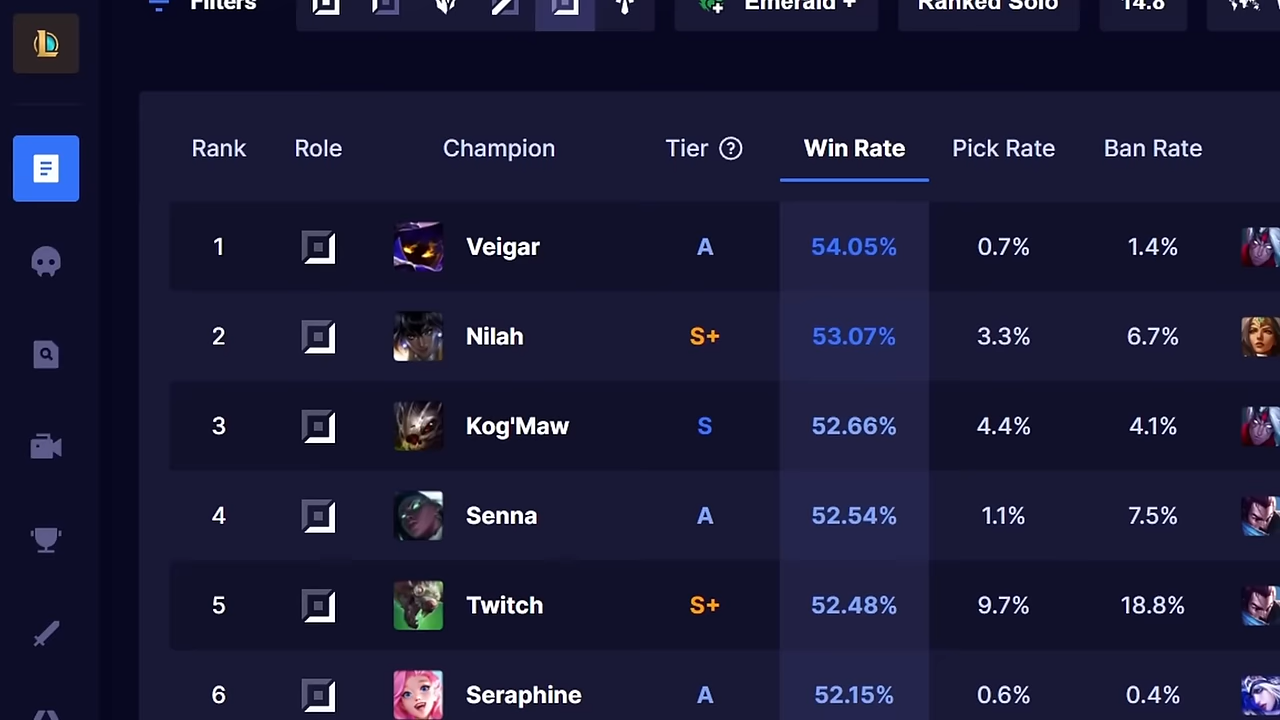 Filters Emerald + Ranked Solo 14.8
Rank Role Champion Tier ? Win Rate Pick Rate Ban Rate
1 Veigar A 54.05% 0.7% 1.4%
2 Nilah S+ 53.07% 3.3% 6.7%
3 Kog'Maw S 52.66% 4.4% 4.1%
4 Senna A 52.54% 1.1% 7.5%
5 Twitch S+ 52.48% 9.7% 18.8%
6 Seraphine A 52.15% 0.6% 0.4%